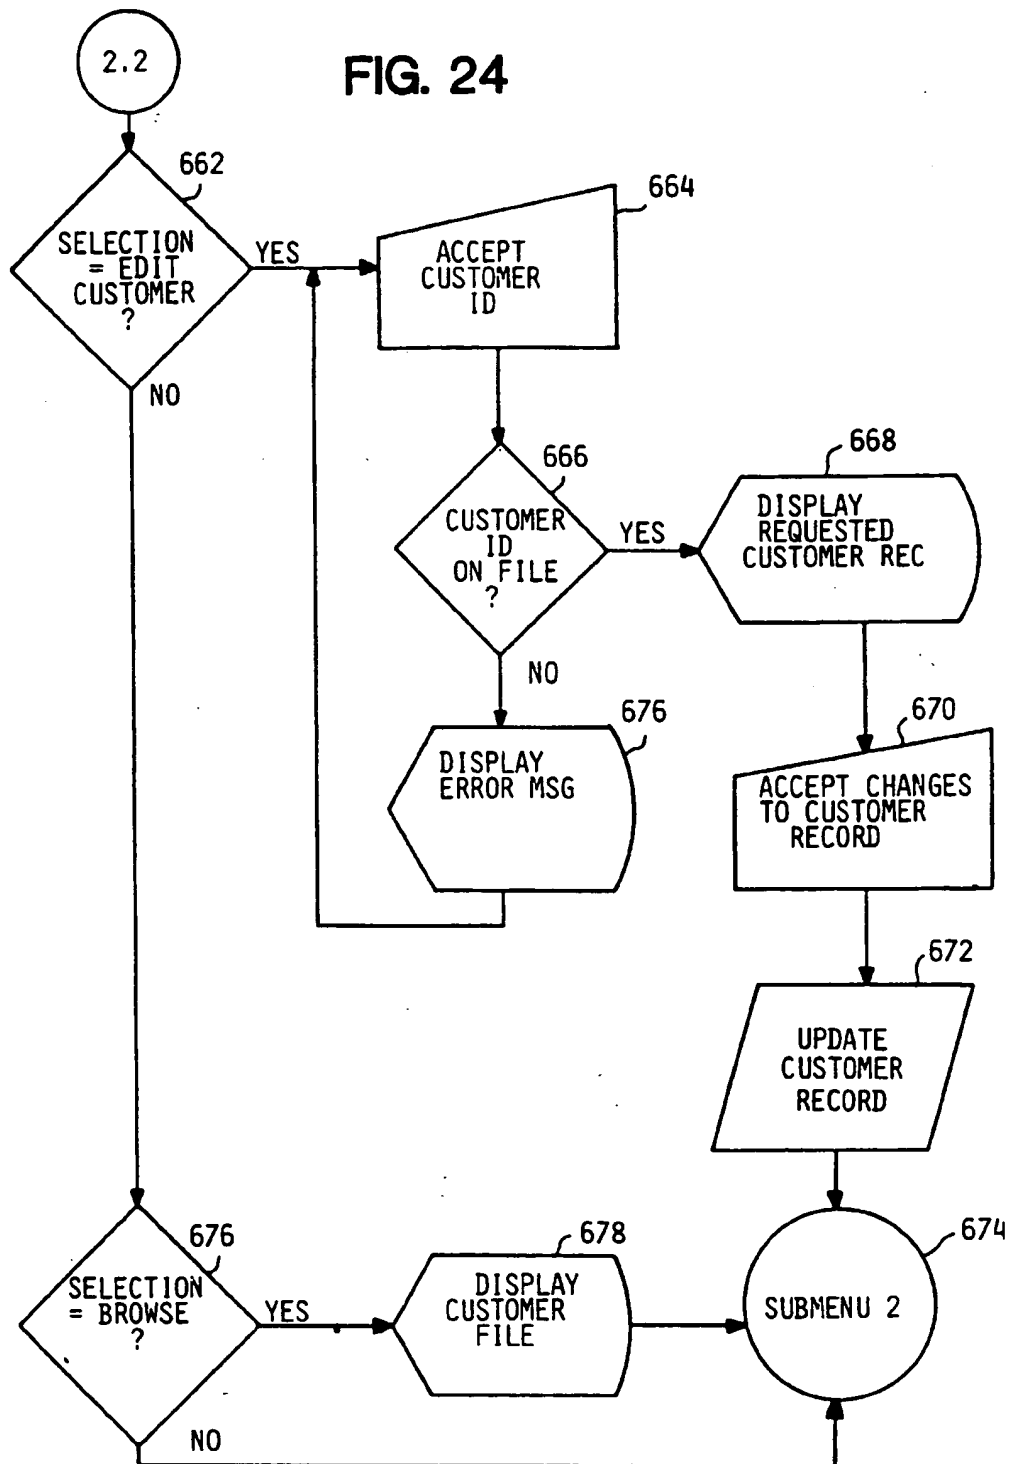 2.2
FIG. 24
662
SELECTION
= EDIT
CUSTOMER
?
YES
NO
664
ACCEPT
CUSTOMER
ID
666
CUSTOMER
ID
ON FILE
?
YES
NO
668
DISPLAY
REQUESTED
CUSTOMER REC
676
DISPLAY
ERROR MSG
670
ACCEPT CHANGES
TO CUSTOMER
RECORD
672
UPDATE
CUSTOMER
RECORD
676
SELECTION
= BROWSE
?
YES
NO
678
DISPLAY
CUSTOMER
FILE
674
SUBMENU 2